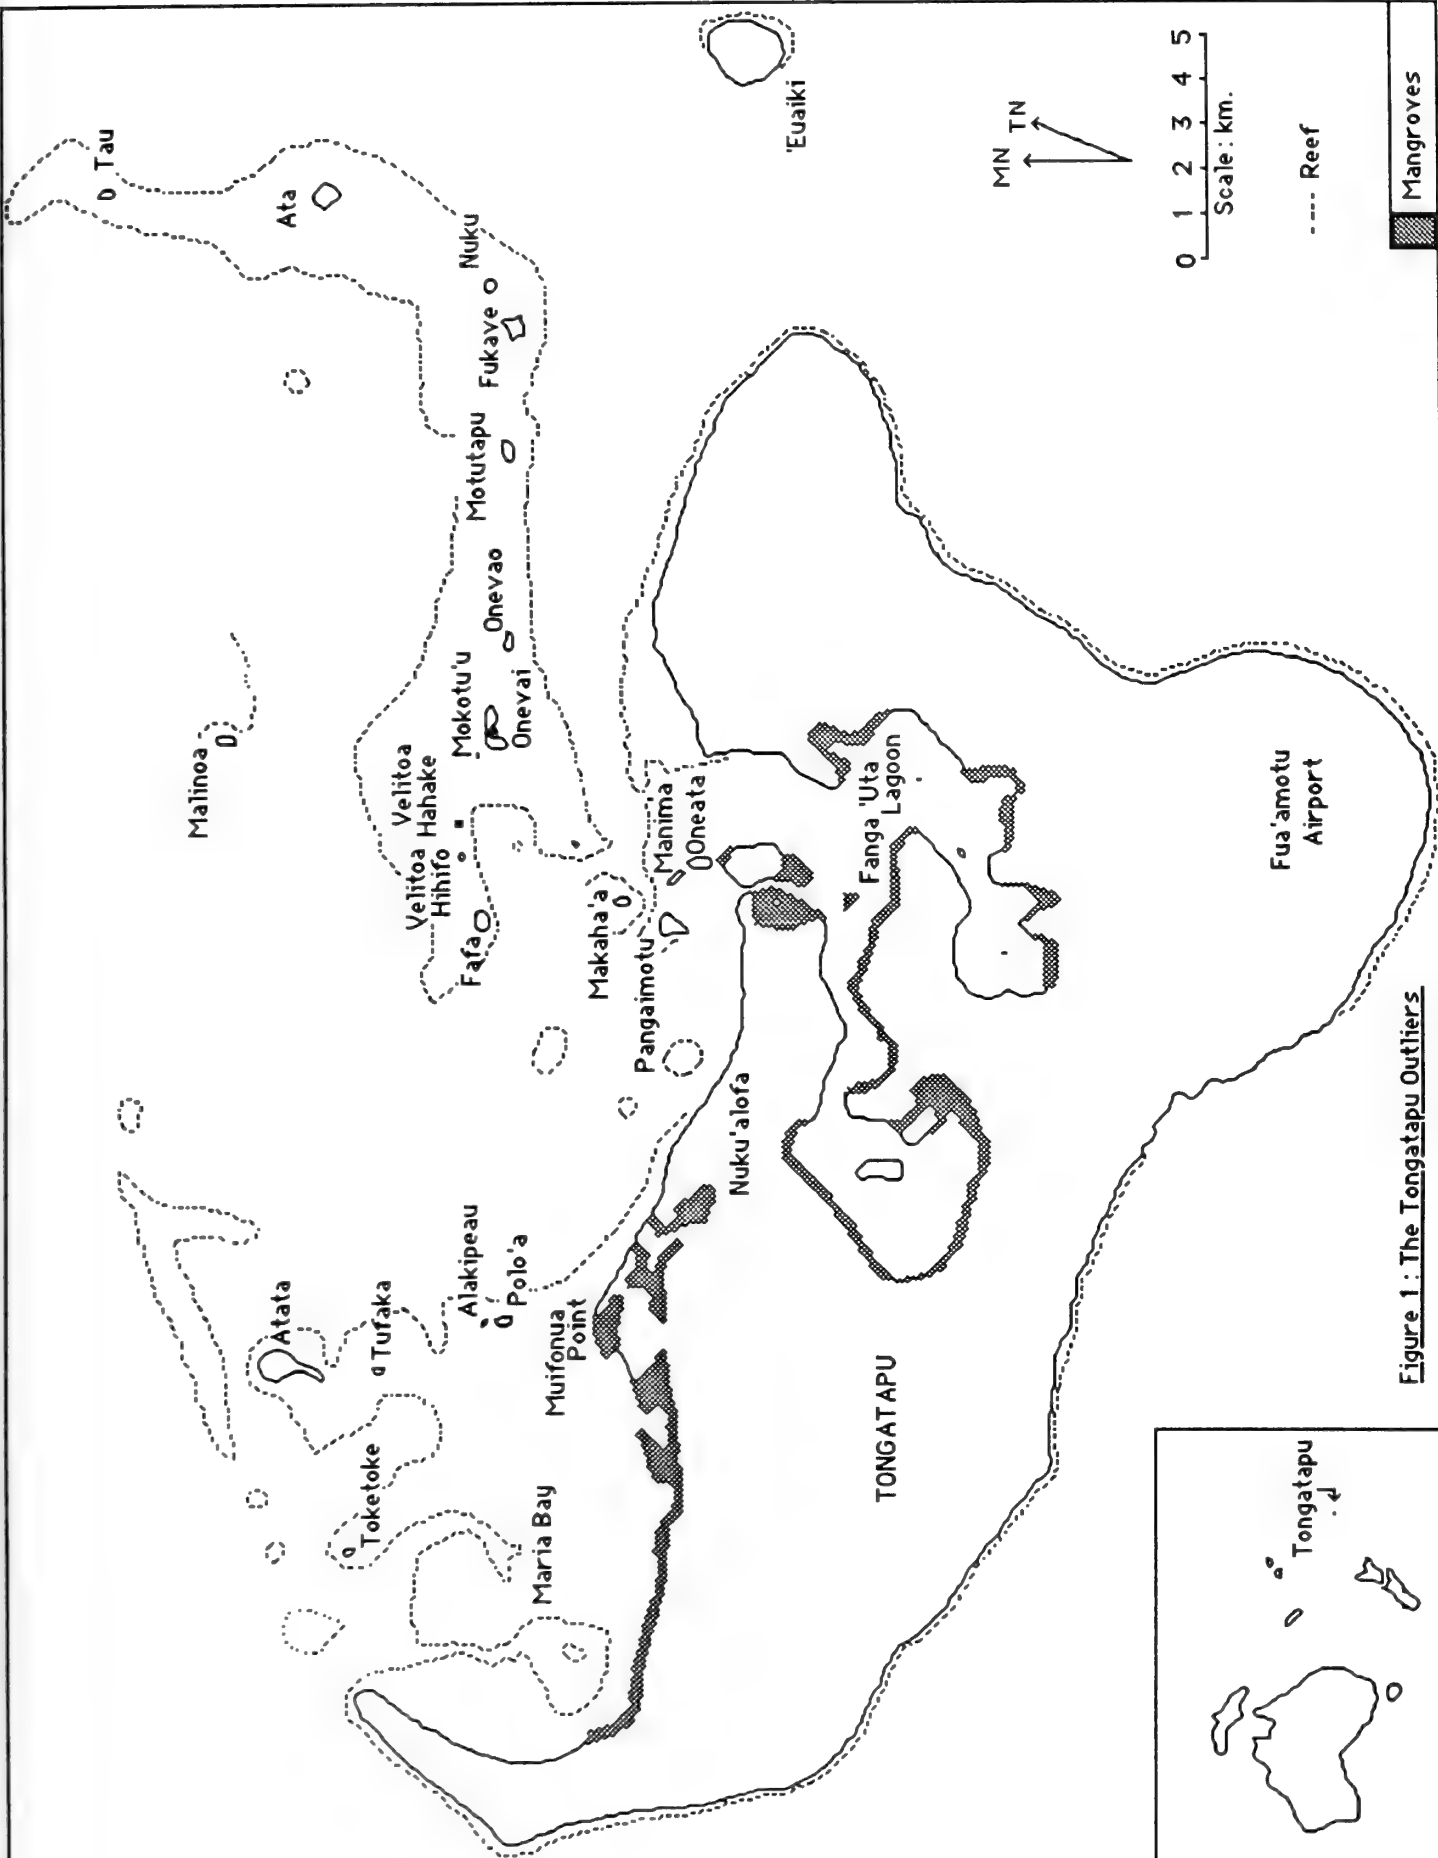 Tau
Ata
'Euaiki
Nuku
Fukave
Motutapu
Onevao
Mokotu'u
Onevai
Malinoa
Velitoa
Hahake
Velitoa
Hihifo
Fafa
Makaha'a
Manima
Oneata
Pangaimotu
Fanga 'Uta
Lagoon
Nuku'alofa
Atata
Tufaka
Alakipeau
Polo'a
Muifonua
Point
Toketoke
Maria Bay
TONGATAPU
Fua'amotu
Airport
MN TN
0 1 2 3 4 5
Scale: km.
---- Reef
Mangroves
Tongatapu
Figure 1: The Tongatapu Outliers